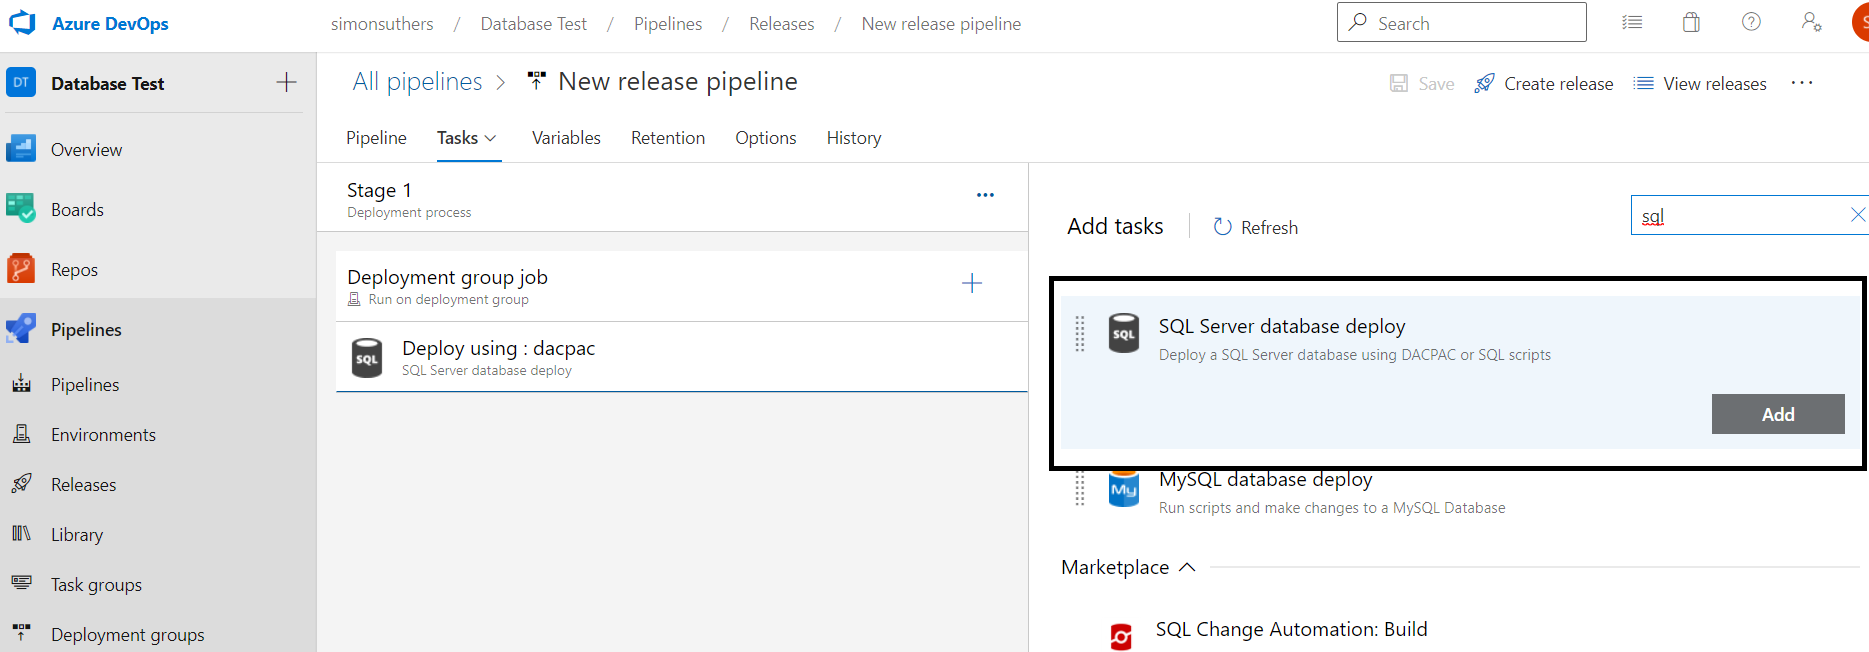 Azure DevOps
simonsuthers / Database Test / Pipelines / Releases / New release pipeline
Search
S
DT Database Test
Overview
Boards
Repos
Pipelines
Pipelines
Environments
Releases
Library
Task groups
Deployment groups
All pipelines > New release pipeline
Save Create release View releases ...
Pipeline Tasks Variables Retention Options History
Stage 1
Deployment process
Deployment group job
Run on deployment group
SQL Deploy using : dacpac
SQL Server database deploy
Add tasks Refresh
sql
SQL SQL Server database deploy
Deploy a SQL Server database using DACPAC or SQL scripts
Add
My MySQL database deploy
Run scripts and make changes to a MySQL Database
Marketplace
SQL Change Automation: Build